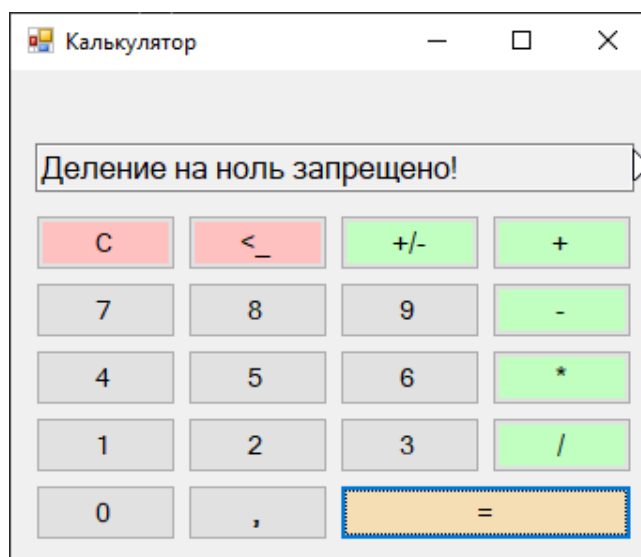 Калькулятор
Деление на ноль запрещено!
C <_ +/- +
7 8 9 -
4 5 6 *
1 2 3 /
0 , =